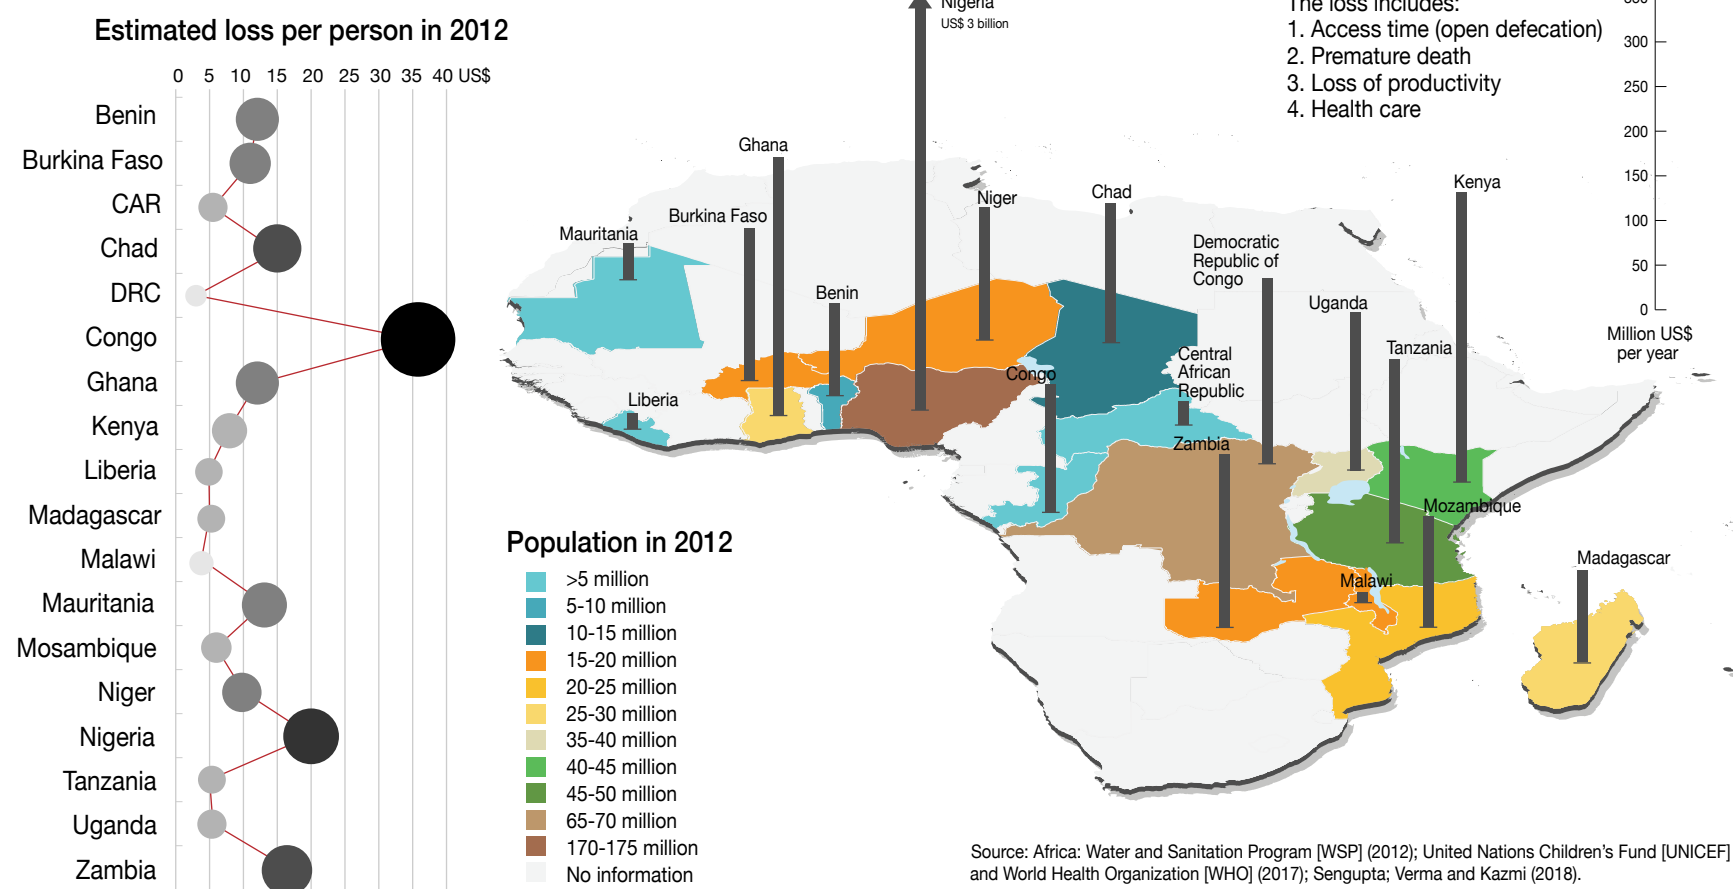 Estimated loss per person in 2012
0 5 10 15 20 25 30 35 40 US$
Benin
Burkina Faso
CAR
Chad
DRC
Congo
Ghana
Kenya
Liberia
Madagascar
Malawi
Mauritania
Mosambique
Niger
Nigeria
Tanzania
Uganda
Zambia
Nigeria
US$ 3 billion
Ghana
Mauritania
Burkina Faso
Benin
Niger
Chad
Liberia
Congo
Central
African
Republic
Democratic
Republic of
Congo
Uganda
Kenya
Tanzania
Zambia
Mozambique
Malawi
Madagascar
The loss includes:
1. Access time (open defecation)
2. Premature death
3. Loss of productivity
4. Health care
350
300
250
200
150
100
50
0
Million US$
per year
Population in 2012
>5 million
5-10 million
10-15 million
15-20 million
20-25 million
25-30 million
35-40 million
40-45 million
45-50 million
65-70 million
170-175 million
No information
Source: Africa: Water and Sanitation Program [WSP] (2012); United Nations Children’s Fund [UNICEF]
and World Health Organization [WHO] (2017); Sengupta; Verma and Kazmi (2018).